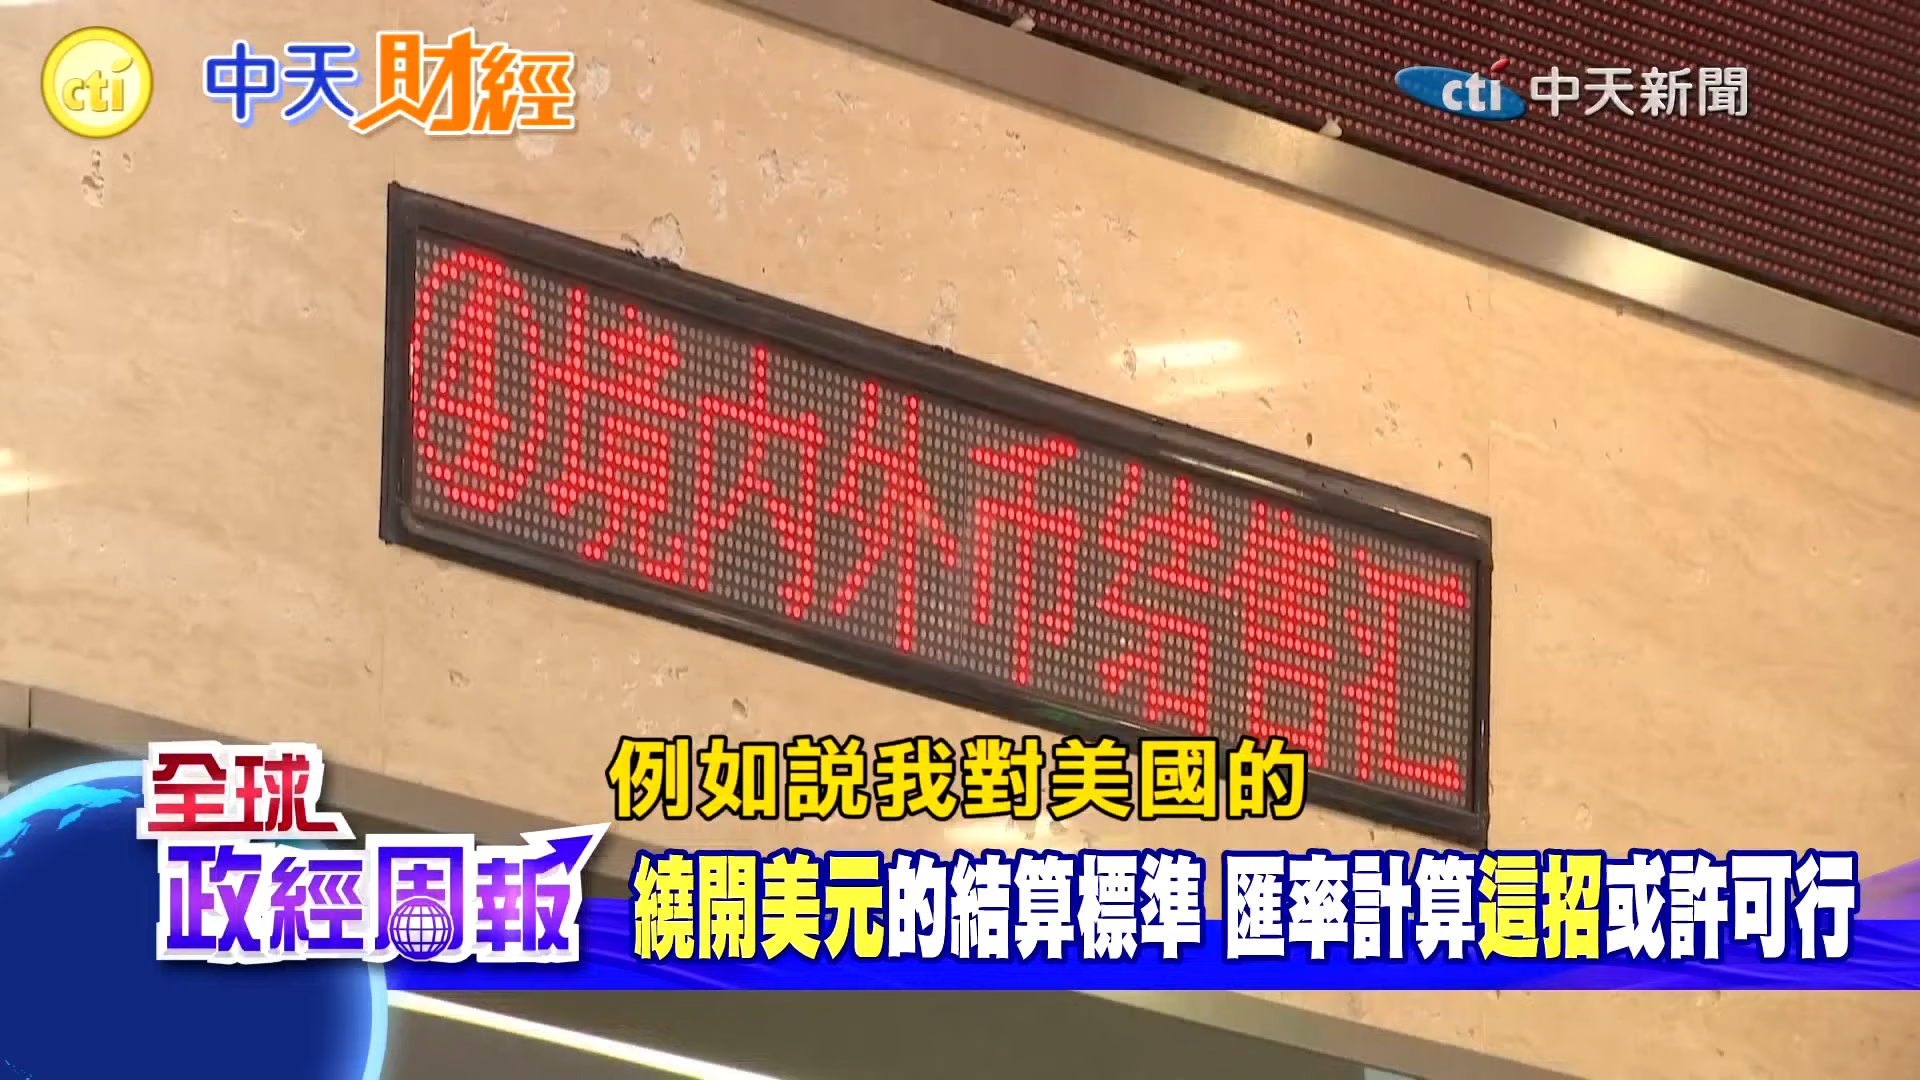 cti 中天財經
cti 中天新聞
④境内外币结售汇
例如說我對美國的
全球
政經周報
繞開美元的結算標準 匯率計算這招或許可行